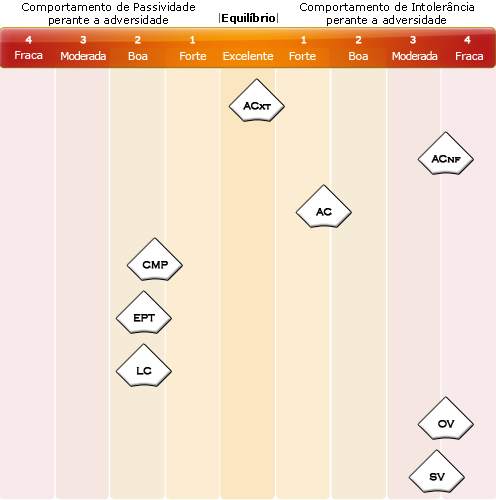 Comportamento de Passividade
perante a adversidade
|Equilíbrio|
Comportamento de Intolerância
perante a adversidade
4 3 2 1 1 2 3 4
Fraca Moderada Boa Forte Excelente Forte Boa Moderada Fraca
ACXT
ACNF
AC
CMP
EPT
LC
OV
SV